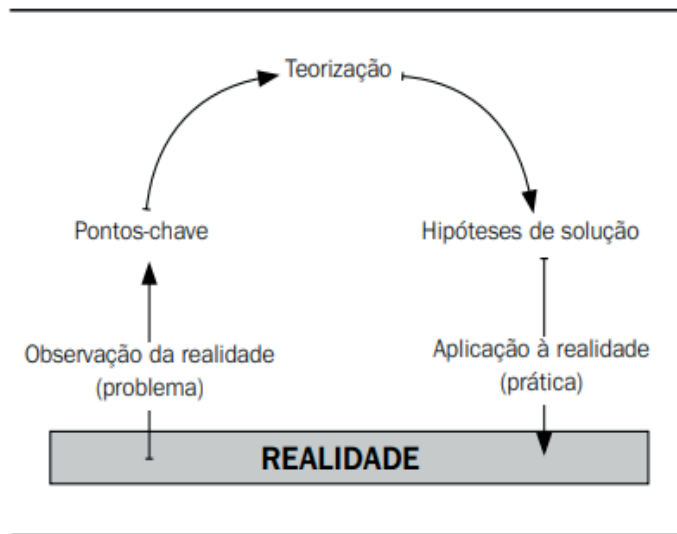 Teorização
Pontos-chave
Hipóteses de solução
Observação da realidade
(problema)
Aplicação à realidade
(prática)
REALIDADE